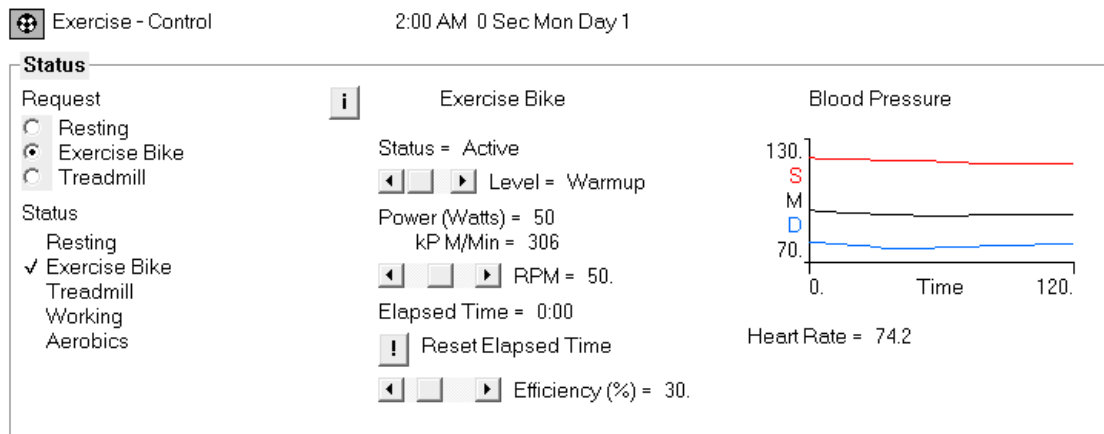 Exercise - Control 2:00 AM 0 Sec Mon Day 1
Status
Request
Resting
Exercise Bike
Treadmill
Status
Resting
✓ Exercise Bike
Treadmill
Working
Aerobics
i Exercise Bike
Status = Active
Level = Warmup
Power (Watts) = 50
kP M/Min = 306
RPM = 50.
Elapsed Time = 0:00
! Reset Elapsed Time
Efficiency (%) = 30.
Blood Pressure
130.
S
M
D
70.
0. Time 120.
Heart Rate = 74.2